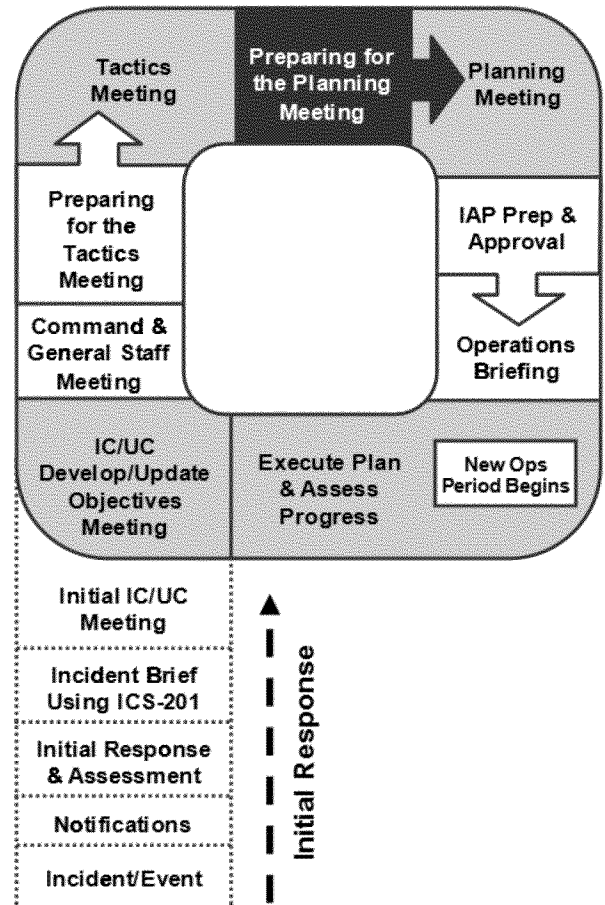 Tactics
Meeting
Preparing for
the Planning
Meeting
Planning
Meeting
Preparing
for the
Tactics
Meeting
IAP Prep &
Approval
Command &
General Staff
Meeting
Operations
Briefing
IC/UC
Develop/Update
Objectives
Meeting
Execute Plan
& Assess
Progress
New Ops
Period Begins
Initial IC/UC
Meeting
Incident Brief
Using ICS-201
Initial Response
& Assessment
Notifications
Incident/Event
Initial Response